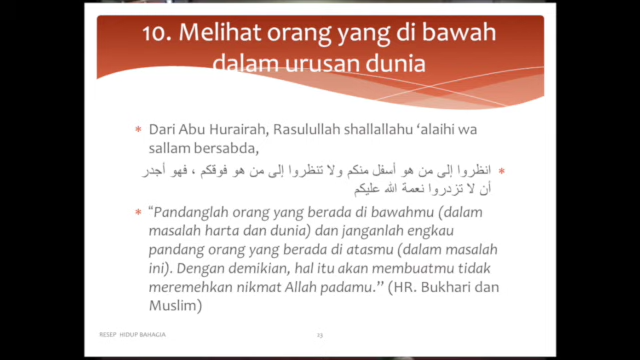 10. Melihat orang yang di bawah
dalam urusan dunia
Dari Abu Hurairah, Rasulullah shallallahu ‘alaihi wa
sallam bersabda,
انظروا إلى من هو أسفل منكم ولا تنظروا إلى من هو فوقكم ، فهو أجدر
أن لا تزدروا نعمة الله عليكم
“Pandanglah orang yang berada di bawahmu (dalam
masalah harta dan dunia) dan janganlah engkau
pandang orang yang berada di atasmu (dalam masalah
ini). Dengan demikian, hal itu akan membuatmu tidak
meremehkan nikmat Allah padamu.” (HR. Bukhari dan
Muslim)
RESEP HIDUP BAHAGIA
23